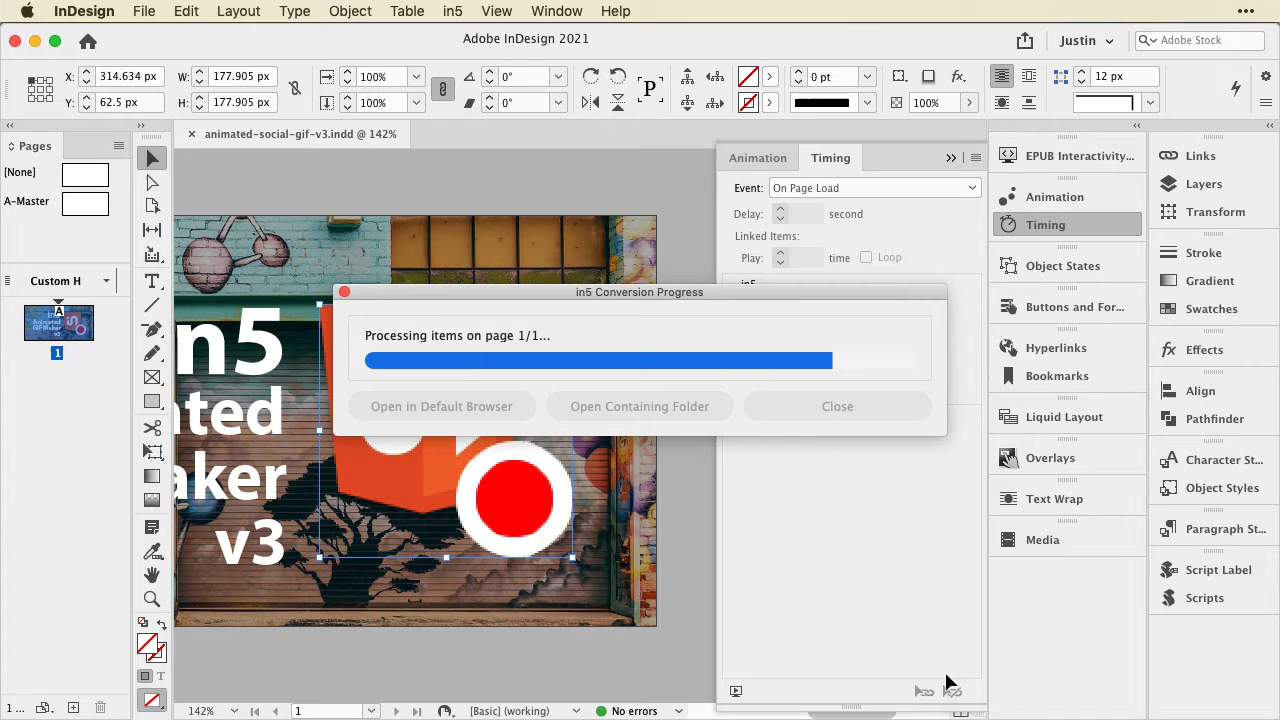 InDesign File Edit Layout Type Object Table in5 View Window Help
Adobe InDesign 2021
Justin
Adobe Stock
X: 314.634 px
W: 177.905 px
100%
0°
P
0 pt
fx.
12 px
Y: 62.5 px
H: 177.905 px
100%
0°
100%
Pages
× animated-social-gif-v3.indd @ 142%
[None]
A-Master
Custom H
A
1
Animation
Timing
Event: On Page Load
Delay: second
Linked Items:
Play: time Loop
in5
in5 Conversion Progress
Processing items on page 1/1...
Open in Default Browser
Open Containing Folder
Close
in5
v3
EPUB Interactivity...
Animation
Timing
Object States
Buttons and For...
Hyperlinks
Bookmarks
Liquid Layout
Overlays
Text Wrap
Media
Links
Layers
Transform
Stroke
Gradient
Swatches
Effects
Align
Pathfinder
Character St...
Object Styles
Paragraph St...
Script Label
Scripts
1 ...
142%
1
[Basic] (working)
No errors